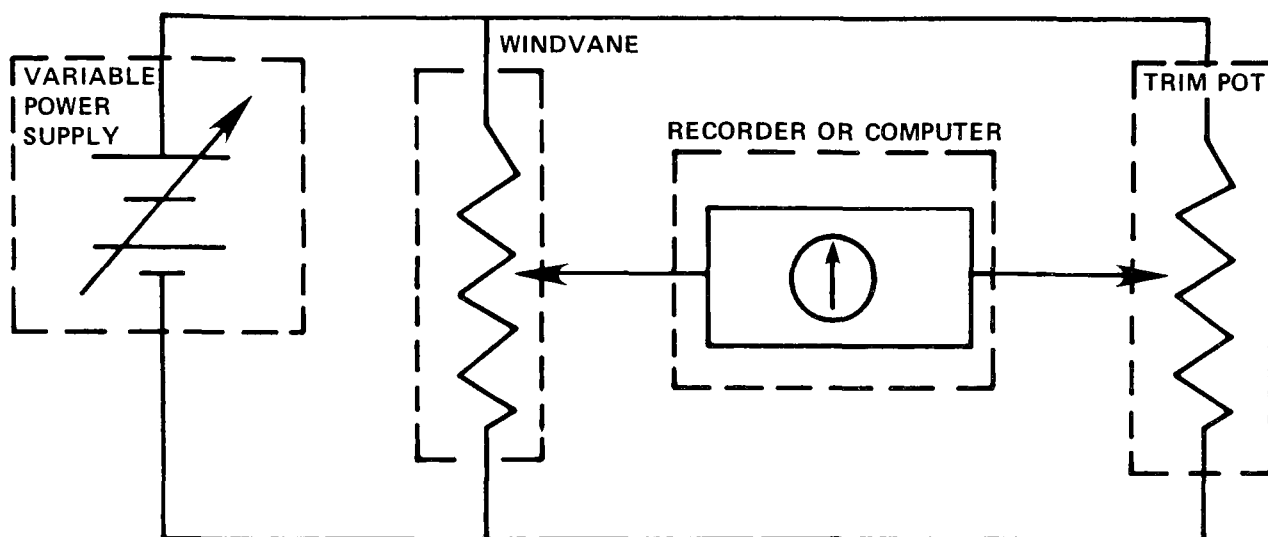 WINDVANE
VARIABLE
POWER
SUPPLY
TRIM POT
RECORDER OR COMPUTER